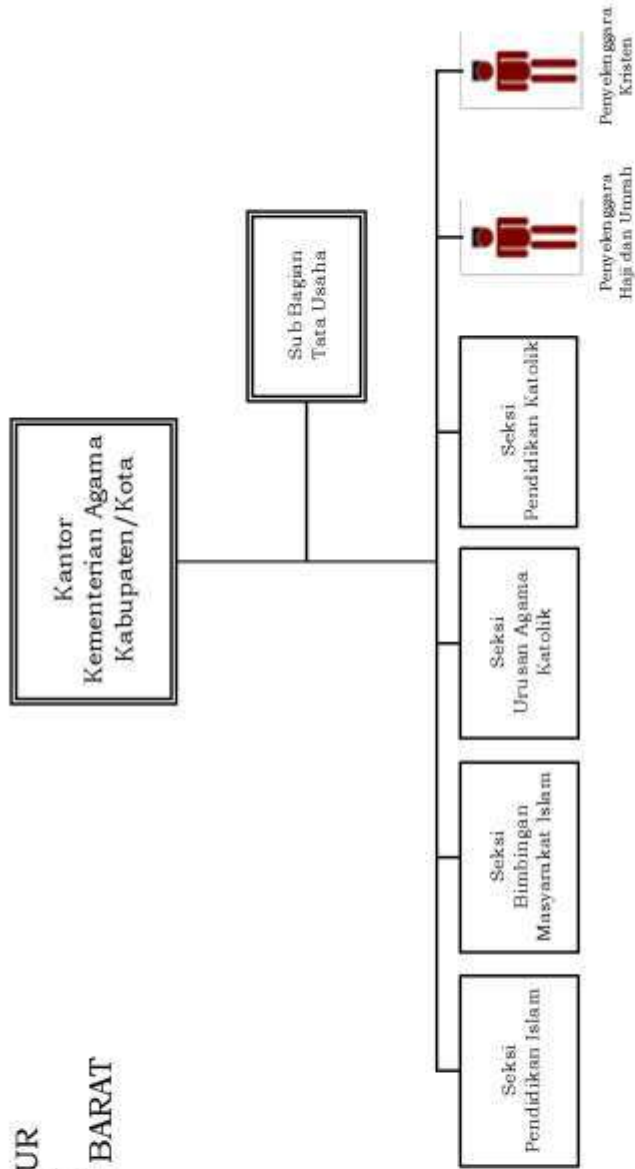 UR
BARAT
Kantor
Kementerian Agama
Kabupaten/Kota
Sub Bagian
Tata Usaha
Seksi
Pendidikan Islam
Seksi
Bimbingan
Masyarakat Islam
Seksi
Urusan Agama
Katolik
Seksi
Pendidikan Katolik
Penyelenggara
Haji dan Umrah
Penyelenggara
Kristen